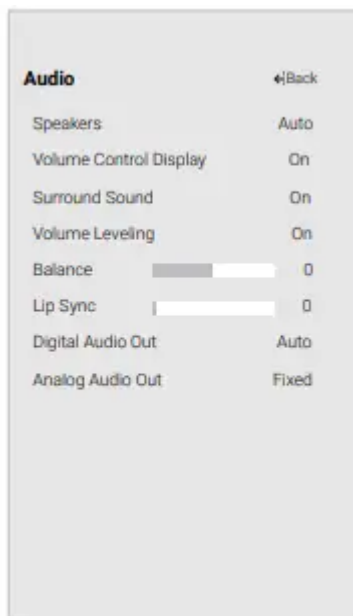 Audio Back
Speakers Auto
Volume Control Display On
Surround Sound On
Volume Leveling On
Balance 0
Lip Sync 0
Digital Audio Out Auto
Analog Audio Out Fixed